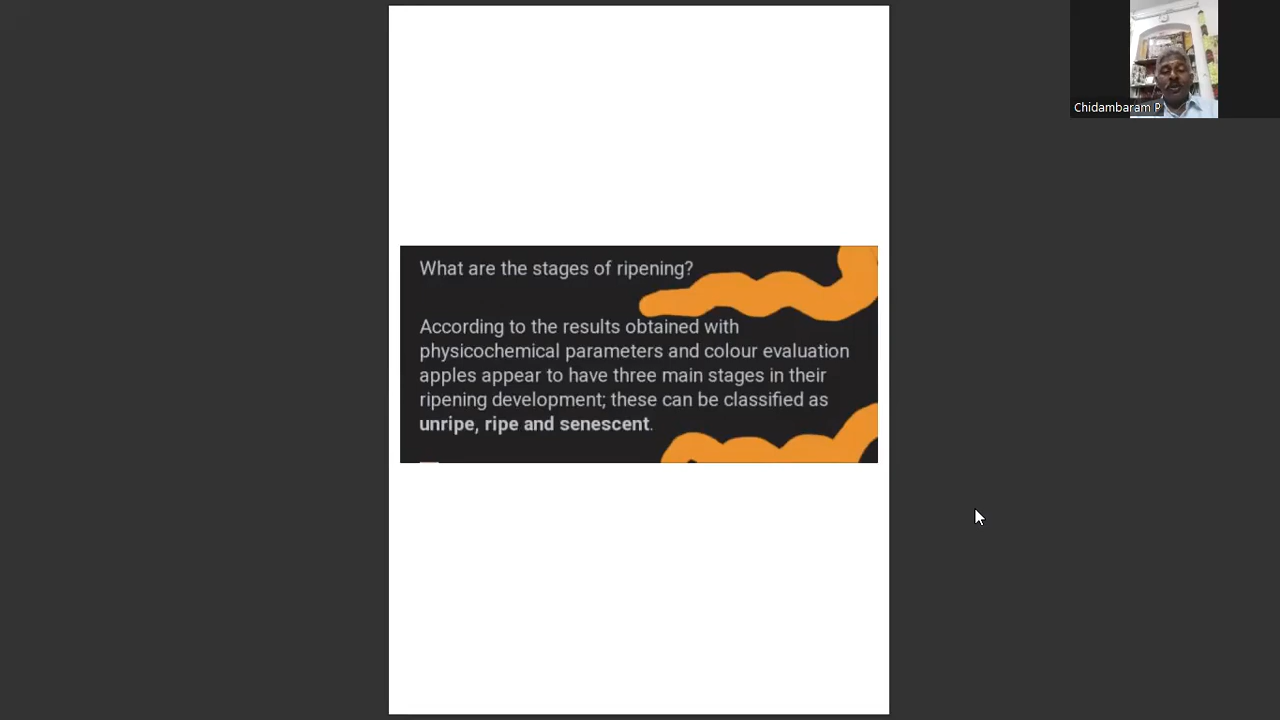 Chidambaram P
What are the stages of ripening?
According to the results obtained with
physicochemical parameters and colour evaluation
apples appear to have three main stages in their
ripening development; these can be classified as
unripe, ripe and senescent.